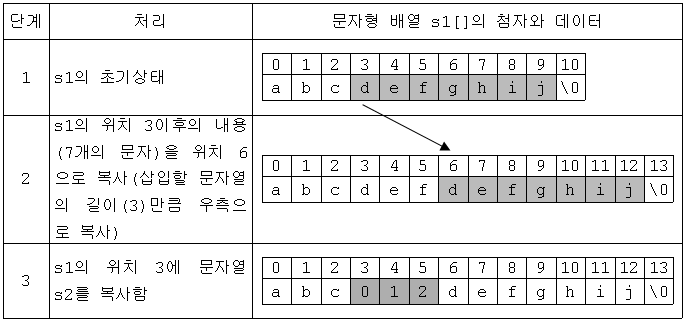 단계 처리 문자형 배열 s1[]의 첨자와 데이터
1 s1의 초기상태
0 1 2 3 4 5 6 7 8 9 10
a b c d e f g h i j \0
2
s1의 위치 3이후의 내용
(7개의 문자)을 위치 6
으로 복사(삽입할 문자열
의 길이(3)만큼 우측으
로 복사)
0 1 2 3 4 5 6 7 8 9 10 11 12 13
a b c d e f d e f g h i j \0
3
s1의 위치 3에 문자열
s2를 복사함
0 1 2 3 4 5 6 7 8 9 10 11 12 13
a b c 0 1 2 d e f g h i j \0